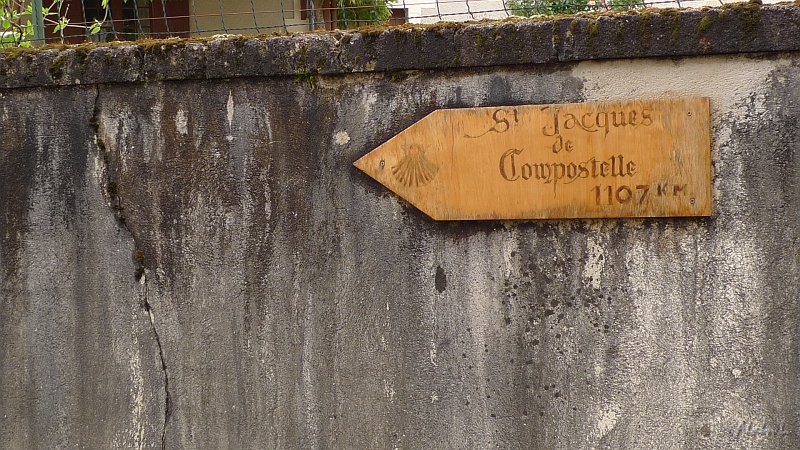 St Jacques
de
Compostelle
1107 KM